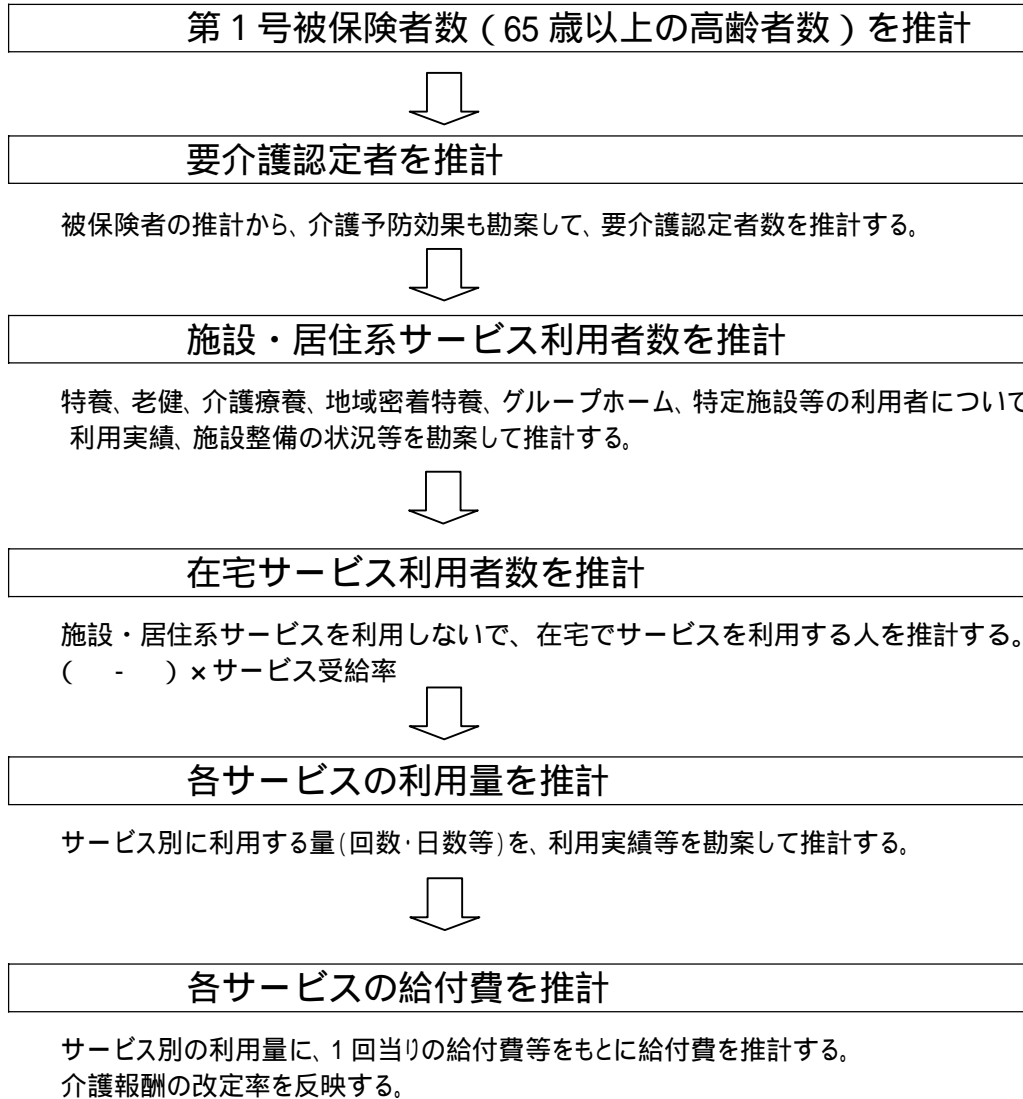 第1号被保険者数(65歳以上の高齢者数)を推計
要介護認定者を推計
被保険者の推計から、介護予防効果も勘案して、要介護認定者数を推計する。
施設・居住系サービス利用者数を推計
特養、老健、介護療養、地域密着特養、グループホーム、特定施設等の利用者について
利用実績、施設整備の状況等を勘案して推計する。
在宅サービス利用者数を推計
施設・居住系サービスを利用しないで、在宅でサービスを利用する人を推計する。
( - )×サービス受給率
各サービスの利用量を推計
サービス別に利用する量(回数・日数等)を、利用実績等を勘案して推計する。
各サービスの給付費を推計
サービス別の利用量に、1回当りの給付費等をもとに給付費を推計する。
介護報酬の改定率を反映する。